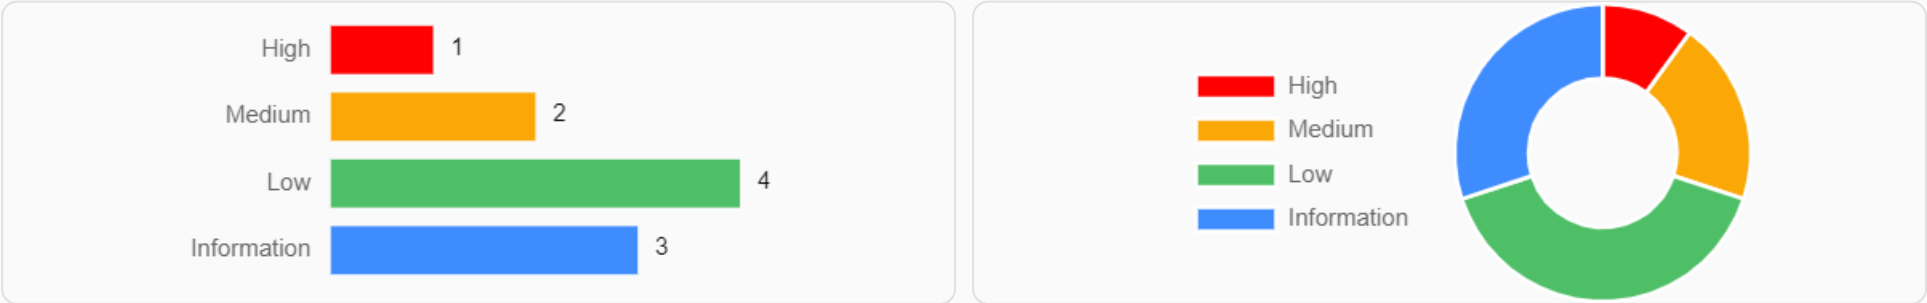 High 1
Medium 2
Low 4
Information 3
High
Medium
Low
Information